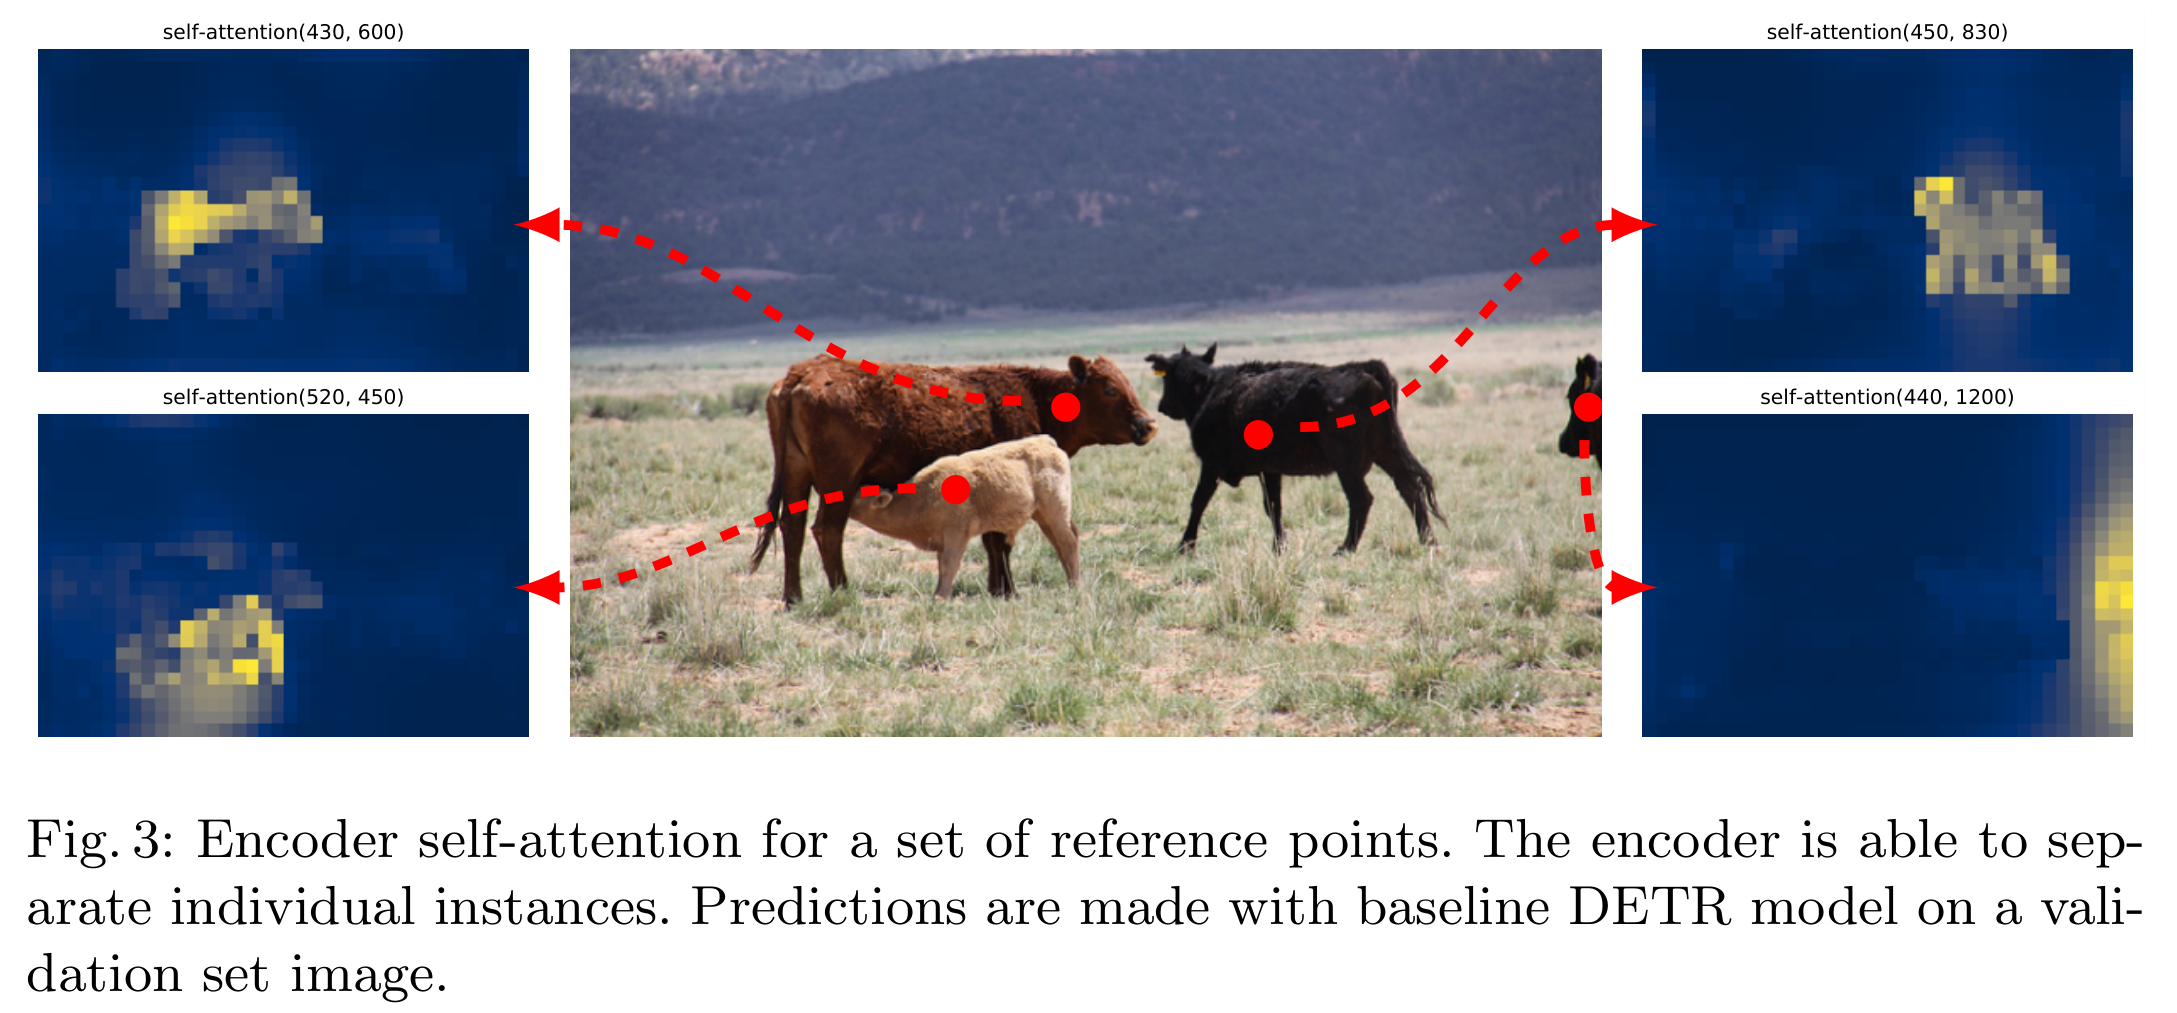 self-attention(430, 600)
self-attention(450, 830)
self-attention(520, 450)
self-attention(440, 1200)
Fig. 3: Encoder self-attention for a set of reference points. The encoder is able to sep-
arate individual instances. Predictions are made with baseline DETR model on a vali-
dation set image.